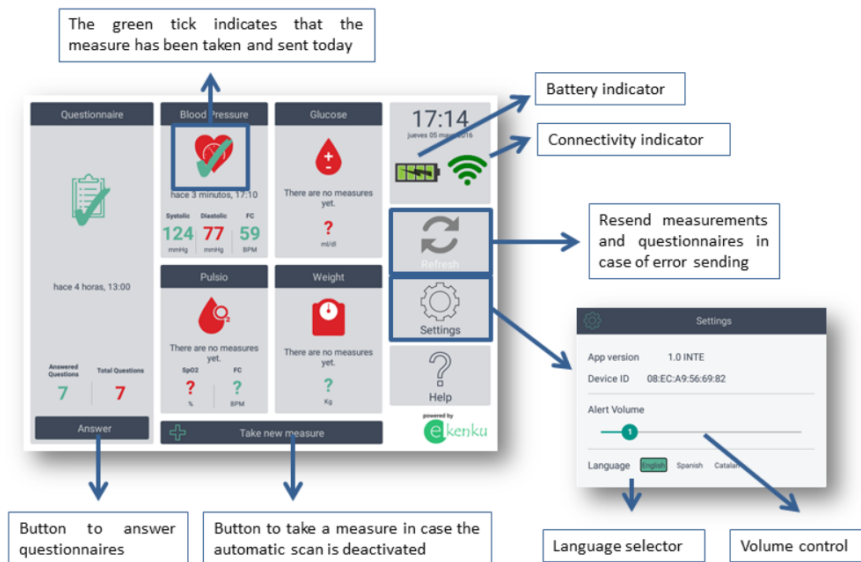 The green tick indicates that the
measure has been taken and sent today
Battery indicator
Connectivity indicator
Questionnaire
hace 4 horas, 13:00
Answered
Questions
7
Total Questions
7
Answer
Blood Pressure
hace 3 minutos, 17:10
Systolic Diastolic FC
124 77 59
mmHg mmHg BPM
Glucose
There are no measures
yet.
?
ml/dl
Pulsio
O2
There are no measures
yet.
SpO2 FC
? ?
% BPM
Weight
There are no measures
yet.
?
Kg
Take new measure
17:14
jueves 05 mayo 2016
Refresh
Settings
?
Help
powered by
ekenku
Resend measurements
and questionnaires in
case of error sending
Settings
App version 1.0 INTE
Device ID 08:EC:A9:56:69:82
Alert Volume
1
Language English Spanish Catalan
Button to answer
questionnaires
Button to take a measure in case the
automatic scan is deactivated
Language selector
Volume control